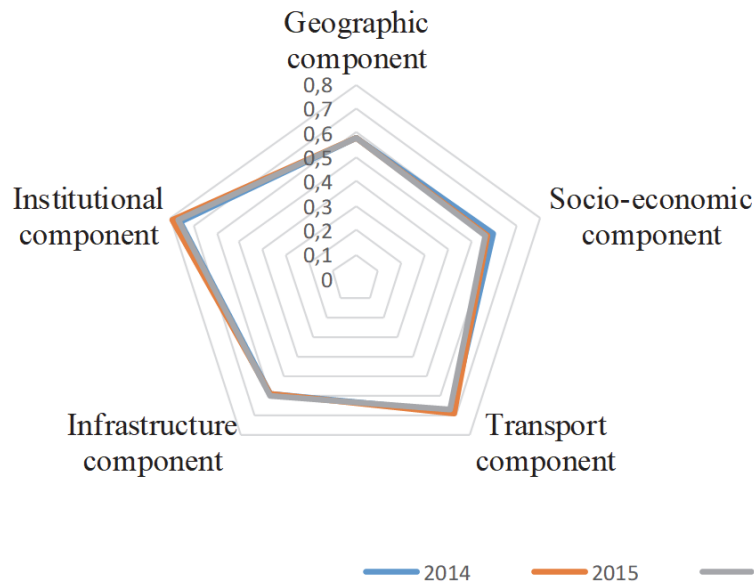 Geographic
component
0,8
0,7
0,6
0,5
0,4
0,3
0,2
0,1
0
Institutional
component
Socio-economic
component
Infrastructure
component
Transport
component
2014
2015